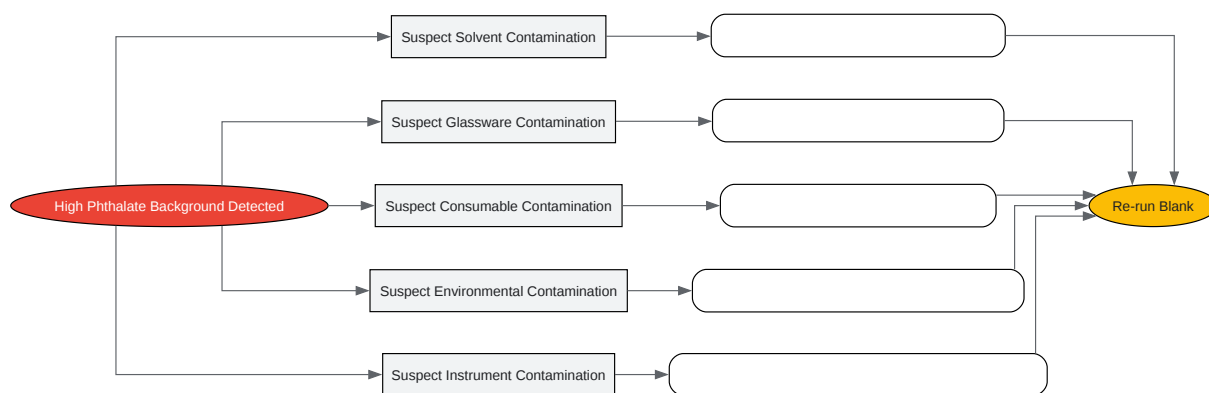 Suspect Solvent Contamination
Suspect Glassware Contamination
High Phthalate Background Detected
Suspect Consumable Contamination
Re-run Blank
Suspect Environmental Contamination
Suspect Instrument Contamination